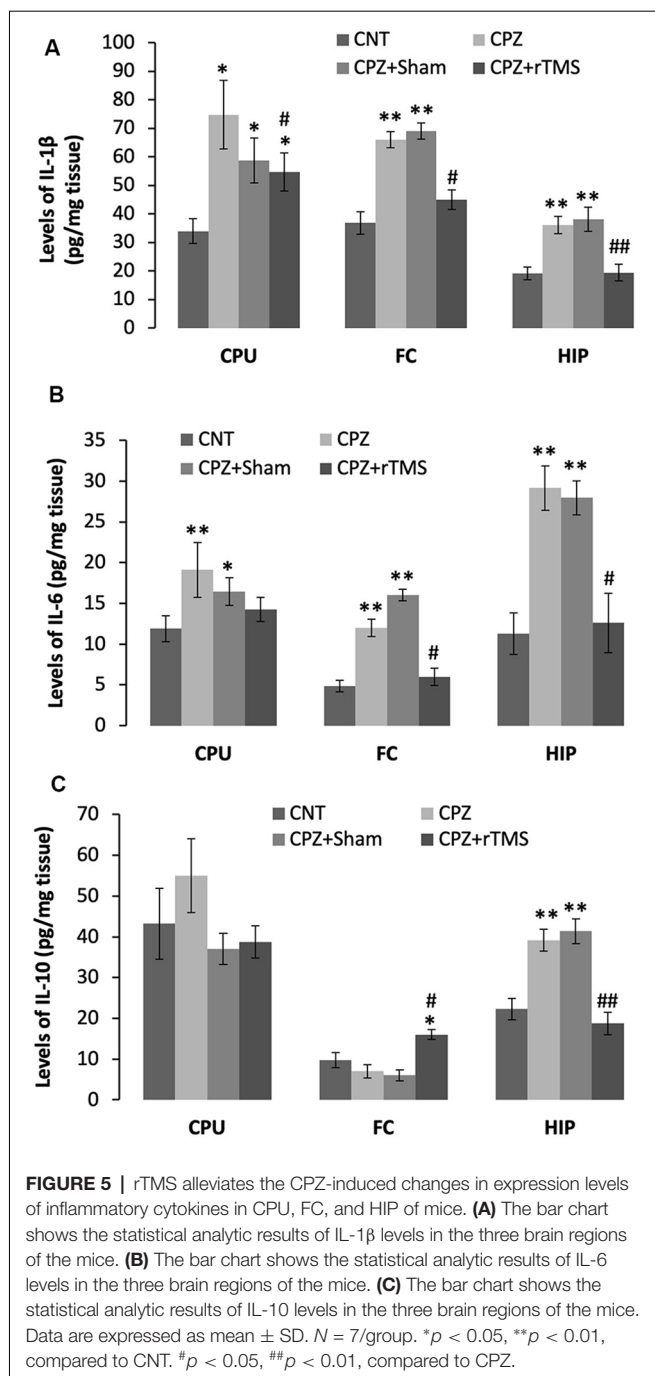 A
CNT CPZ
CPZ+Sham CPZ+rTMS
Levels of IL-1β
(pg/mg tissue)
100
90
80
70
60
50
40
30
20
10
0
* * # * ** ** # ** ** ##
CPU FC HIP
B
CNT CPZ
CPZ+Sham CPZ+rTMS
Levels of IL-6 (pg/mg tissue)
35
30
25
20
15
10
5
0
** * ** ** # ** ** #
CPU FC HIP
C
CNT CPZ
CPZ+Sham CPZ+rTMS
Levels of IL-10 (pg/mg tissue)
70
60
50
40
30
20
10
0
# * ** ** ##
CPU FC HIP
FIGURE 5 | rTMS alleviates the CPZ-induced changes in expression levels
of inflammatory cytokines in CPU, FC, and HIP of mice. (A) The bar chart
shows the statistical analytic results of IL-1β levels in the three brain regions
of the mice. (B) The bar chart shows the statistical analytic results of IL-6
levels in the three brain regions of the mice. (C) The bar chart shows the
statistical analytic results of IL-10 levels in the three brain regions of the mice.
Data are expressed as mean ± SD. N = 7/group. *p < 0.05, **p < 0.01,
compared to CNT. #p < 0.05, ##p < 0.01, compared to CPZ.